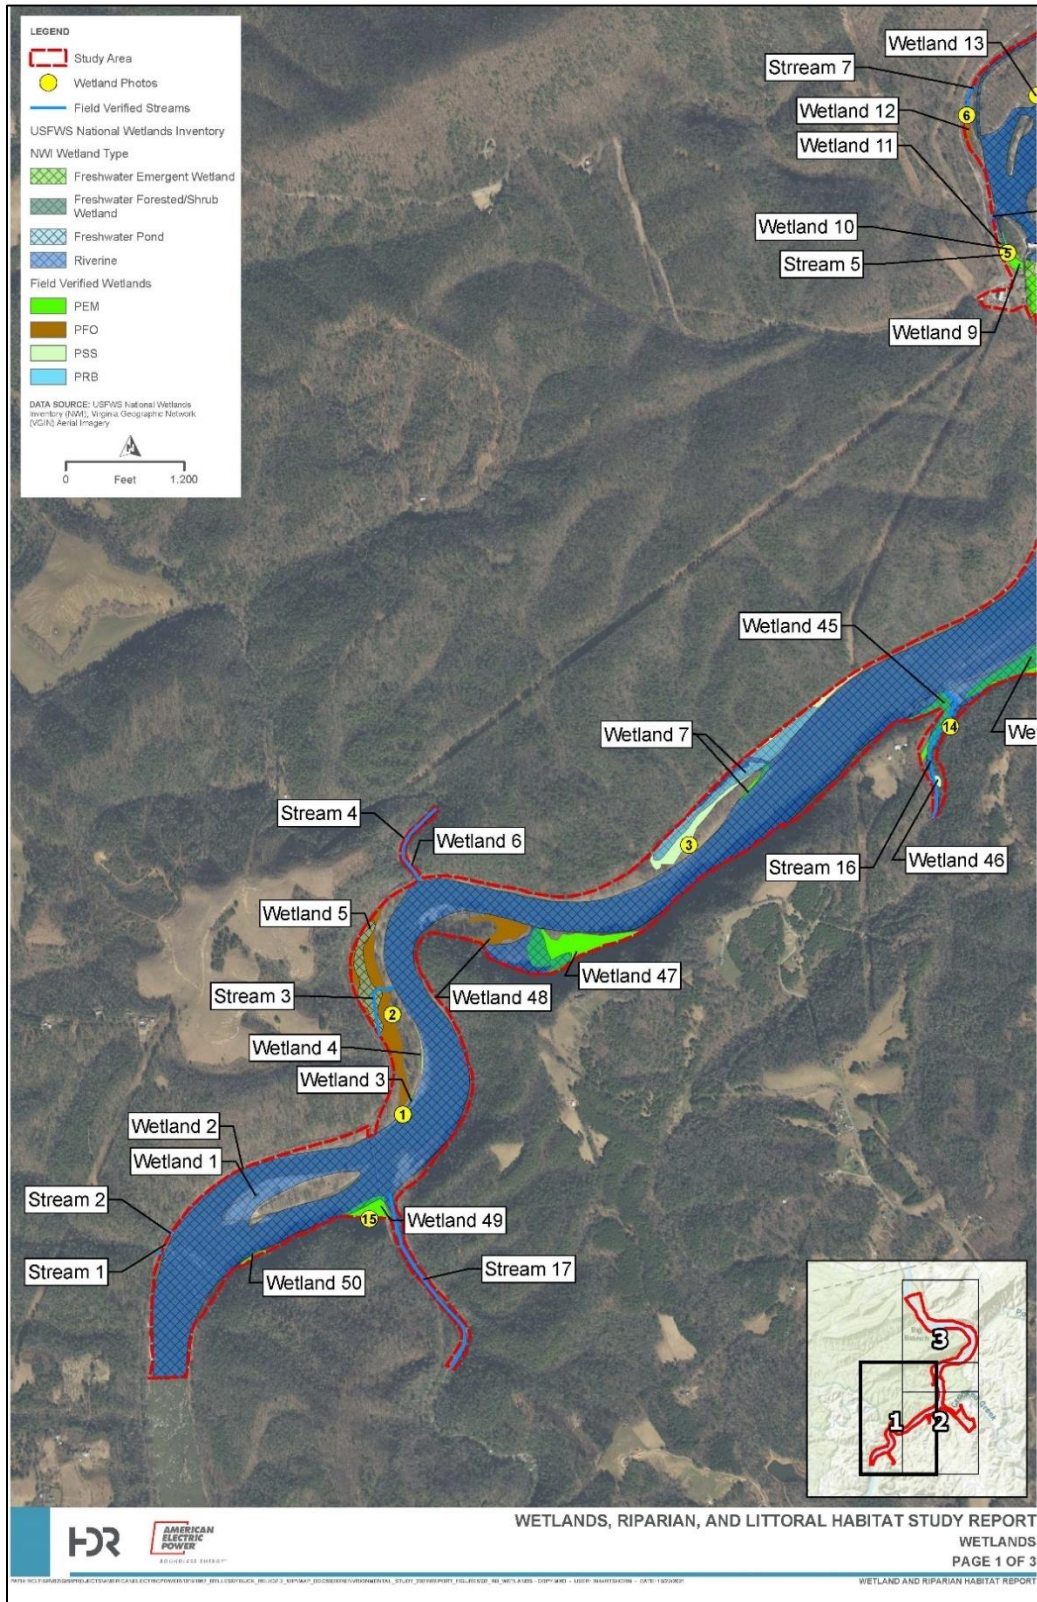 LEGEND
Study Area
Wetland Photos
Field Verified Streams
USFWS National Wetlands Inventory
NWI Wetland Type
Freshwater Emergent Wetland
Freshwater Forested/Shrub
Wetland
Freshwater Pond
Riverine
Field Verified Wetlands
PEM
PFO
PSS
PRB
DATA SOURCE: USFWS National Wetlands
Inventory (NWI), Virginia Geographic Network
(VGIN) Aerial Imagery
0 Feet 1,200
Wetland 13
Strream 7
6
Wetland 12
Wetland 11
Wetland 10
5
Stream 5
Wetland 9
Wetland 45
14
Wet
Wetland 7
Stream 4
3
Wetland 6
Stream 16
Wetland 46
Wetland 5
Wetland 47
Stream 3
Wetland 48
2
Wetland 4
Wetland 3
1
Wetland 2
Wetland 1
Stream 2
15
Wetland 49
Stream 1
Stream 17
Wetland 50
3
1
2
HDR
AMERICAN
ELECTRIC
POWER
BOUNDLESS ENERGY
WETLANDS, RIPARIAN, AND LITTORAL HABITAT STUDY REPORT
WETLANDS
PAGE 1 OF 3
WETLAND AND RIPARIAN HABITAT REPORT